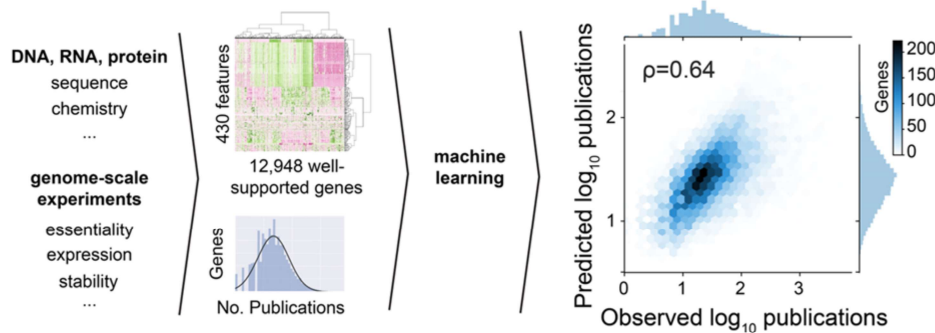 DNA, RNA, protein
sequence
chemistry
...
genome-scale
experiments
essentiality
expression
stability
...
430 features
12,948 well-
supported genes
Genes
No. Publications
machine
learning
ρ=0.64
Predicted log10 publications
2
1
0
1
2
3
Observed log10 publications
Genes
200
150
100
50
0